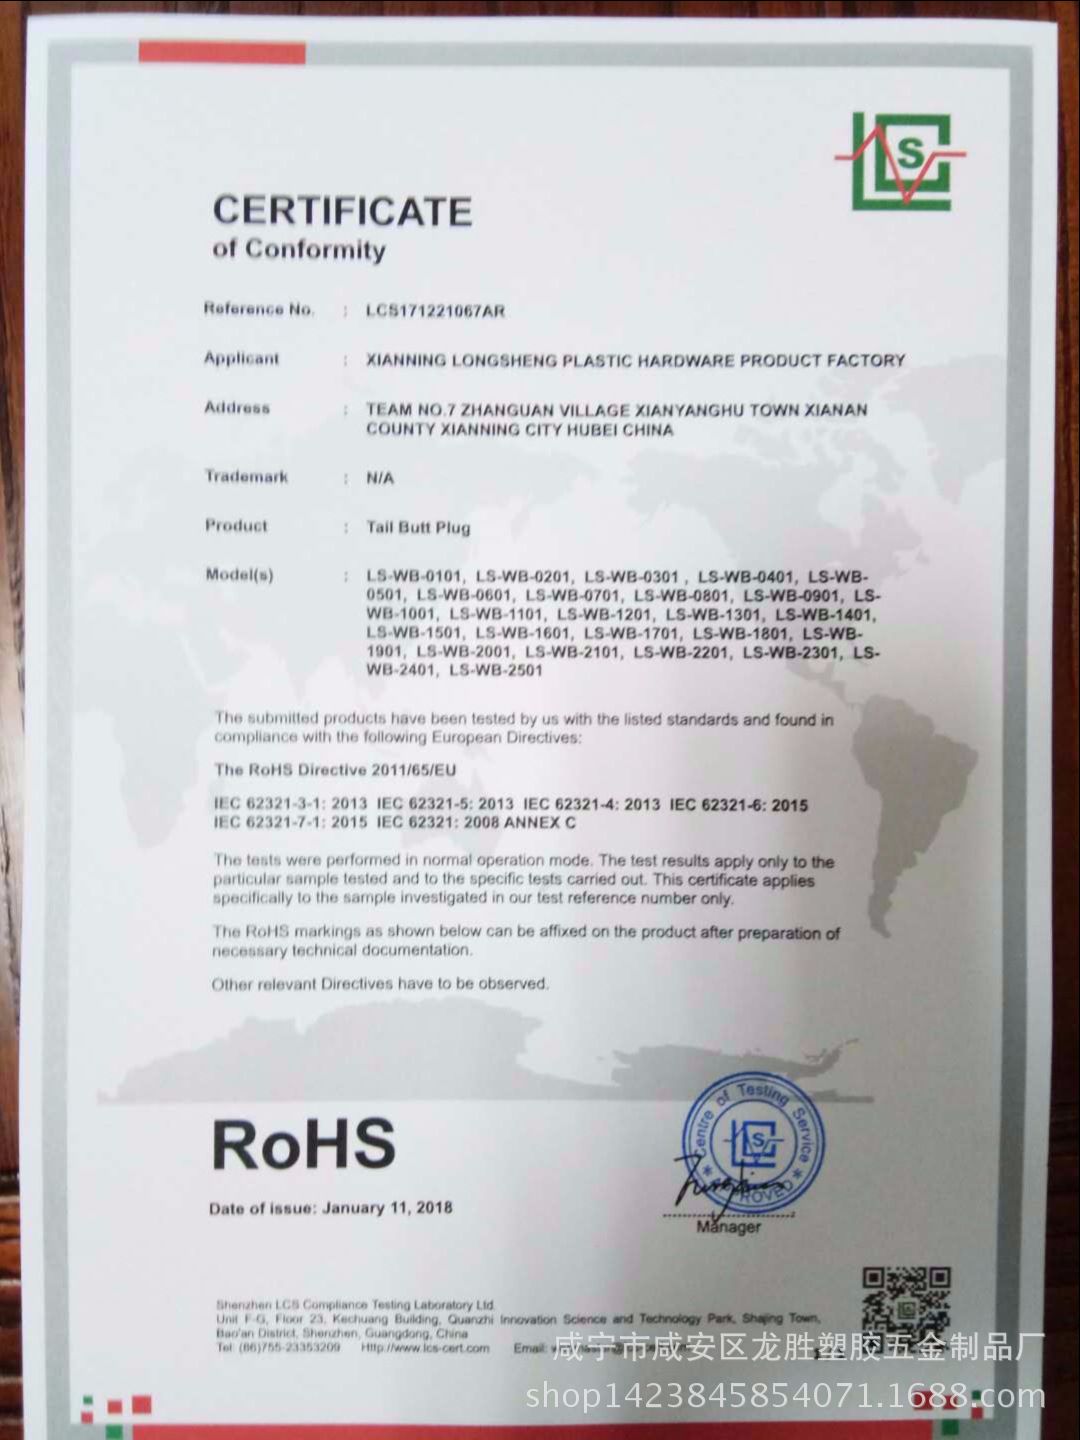 LCS
CERTIFICATE
of Conformity
Reference No. : LCS171221067AR
Applicant : XIANNING LONGSHENG PLASTIC HARDWARE PRODUCT FACTORY
Address : TEAM NO.7 ZHANGUAN VILLAGE XIANYANGHU TOWN XIANAN
COUNTY XIANNING CITY HUBEI CHINA
Trademark : N/A
Product : Tail Butt Plug
Model(s) : LS-WB-0101, LS-WB-0201, LS-WB-0301 , LS-WB-0401, LS-WB-
0501, LS-WB-0601, LS-WB-0701, LS-WB-0801, LS-WB-0901, LS-
WB-1001, LS-WB-1101, LS-WB-1201, LS-WB-1301, LS-WB-1401,
LS-WB-1501, LS-WB-1601, LS-WB-1701, LS-WB-1801, LS-WB-
1901, LS-WB-2001, LS-WB-2101, LS-WB-2201, LS-WB-2301, LS-
WB-2401, LS-WB-2501
The submitted products have been tested by us with the listed standards and found in
compliance with the following European Directives:
The RoHS Directive 2011/65/EU
IEC 62321-3-1: 2013 IEC 62321-5: 2013 IEC 62321-4: 2013 IEC 62321-6: 2015
IEC 62321-7-1: 2015 IEC 62321: 2008 ANNEX C
The tests were performed in normal operation mode. The test results apply only to the
particular sample tested and to the specific tests carried out. This certificate applies
specifically to the sample investigated in our test reference number only.
The RoHS markings as shown below can be affixed on the product after preparation of
necessary technical documentation.
Other relevant Directives have to be observed.
RoHS
Centre of Testing Service
LCS
* APPROVED *
Date of issue: January 11, 2018
Manager
Shenzhen LCS Compliance Testing Laboratory Ltd.
Unit F-G, Floor 23, Kechuang Building, Quanzhi Innovation Science and Technology Park, Shajing Town,
Bao'an District, Shenzhen, Guangdong, China
Tel: (86)755-23353209 Http://www.lcs-cert.com Email:
咸宁市咸安区龙胜塑胶五金制品厂
shop1423845854071.1688.com